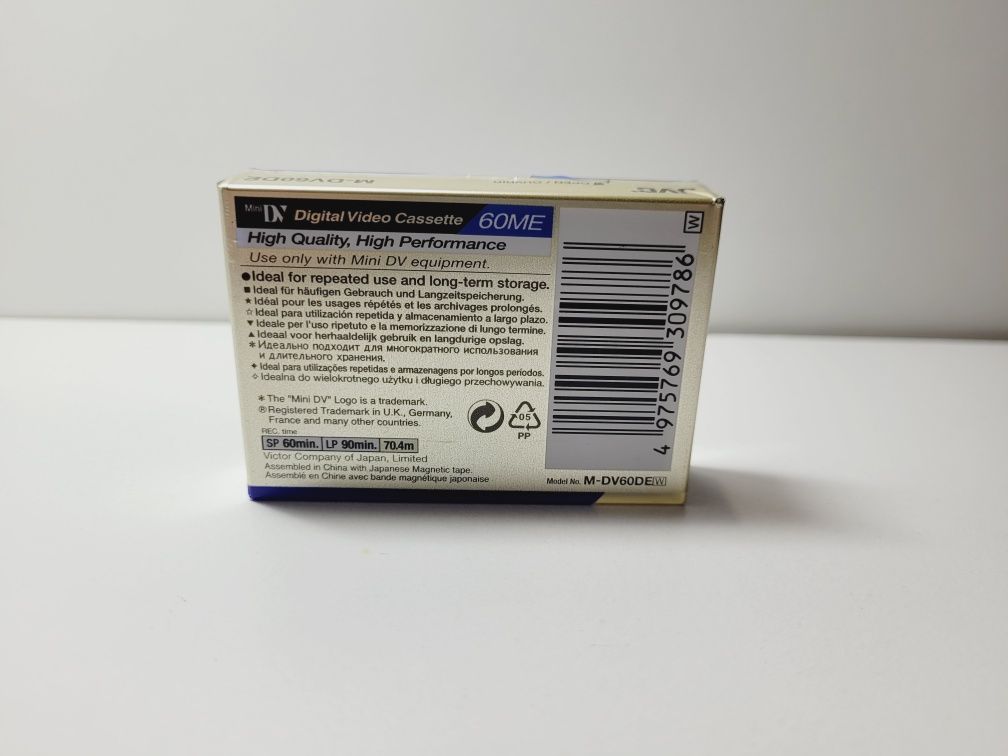 M-DV60DE
JVC
Mini DV Digital Video Cassette 60ME
High Quality, High Performance
Use only with Mini DV equipment.
●Ideal for repeated use and long-term storage.
■ Ideal für häufigen Gebrauch und Langzeitspeicherung.
★ Idéal pour les usages répétés et les archivages prolongés.
☆ Ideal para utilización repetida y almacenamiento a largo plazo.
▼ Ideale per l'uso ripetuto e la memorizzazione di lungo termine.
▲ Ideaal voor herhaaldelijk gebruik en langdurige opslag.
✱ Идеально подходит для многократного использования
и длительного хранения.
✦ Ideal para utilizações repetidas e armazenagens por longos períodos.
✧ Idealna do wielokrotnego użytku i długiego przechowywania.
✱ The "Mini DV" Logo is a trademark.
® Registered Trademark in U.K., Germany,
France and many other countries.
REC. time
SP 60min. LP 90min. 70.4m
Victor Company of Japan, Limited
Assembled in China with Japanese Magnetic tape.
Assemblé en Chine avec bande magnétique japonaise
05
PP
W
4 975769 309786
Model No. M-DV60DE W